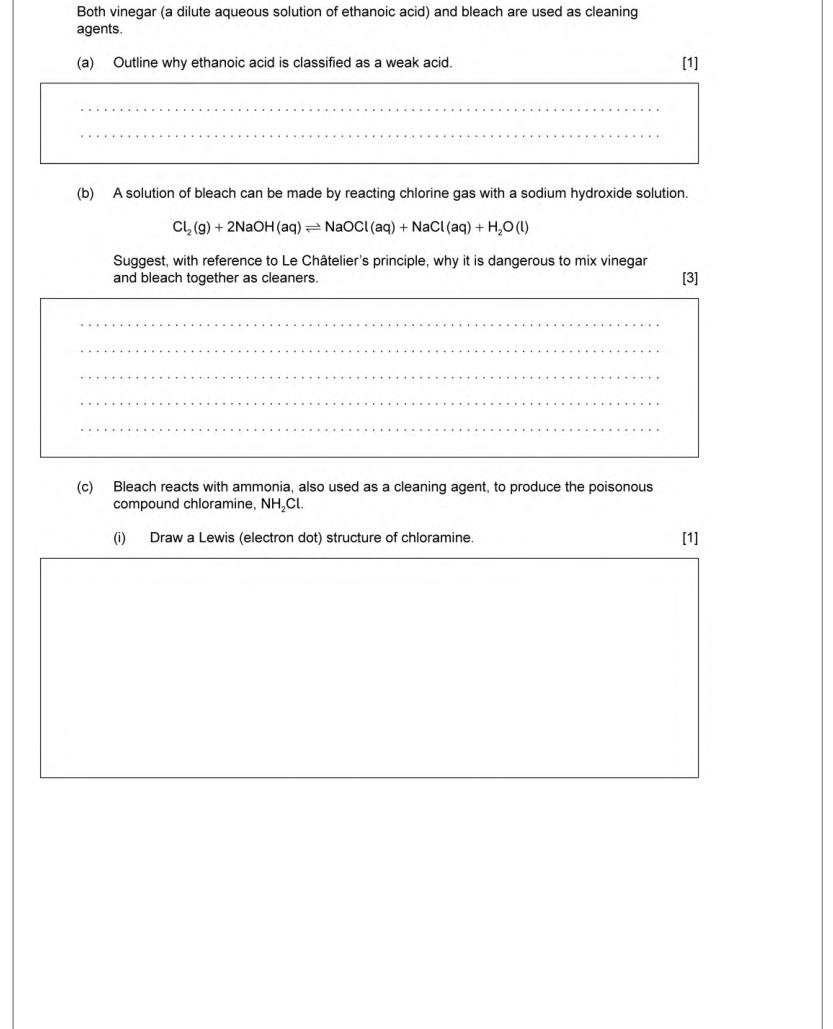 Both vinegar (a dilute aqueous solution of ethanoic acid) and bleach are used as cleaning
agents.
(a) Outline why ethanoic acid is classified as a weak acid. [1]
(b) A solution of bleach can be made by reacting chlorine gas with a sodium hydroxide solution.
Cl₂(g) + 2NaOH(aq) ⇌ NaOCl(aq) + NaCl(aq) + H₂O(l)
Suggest, with reference to Le Châtelier's principle, why it is dangerous to mix vinegar
and bleach together as cleaners. [3]
(c) Bleach reacts with ammonia, also used as a cleaning agent, to produce the poisonous
compound chloramine, NH₂Cl.
(i) Draw a Lewis (electron dot) structure of chloramine. [1]